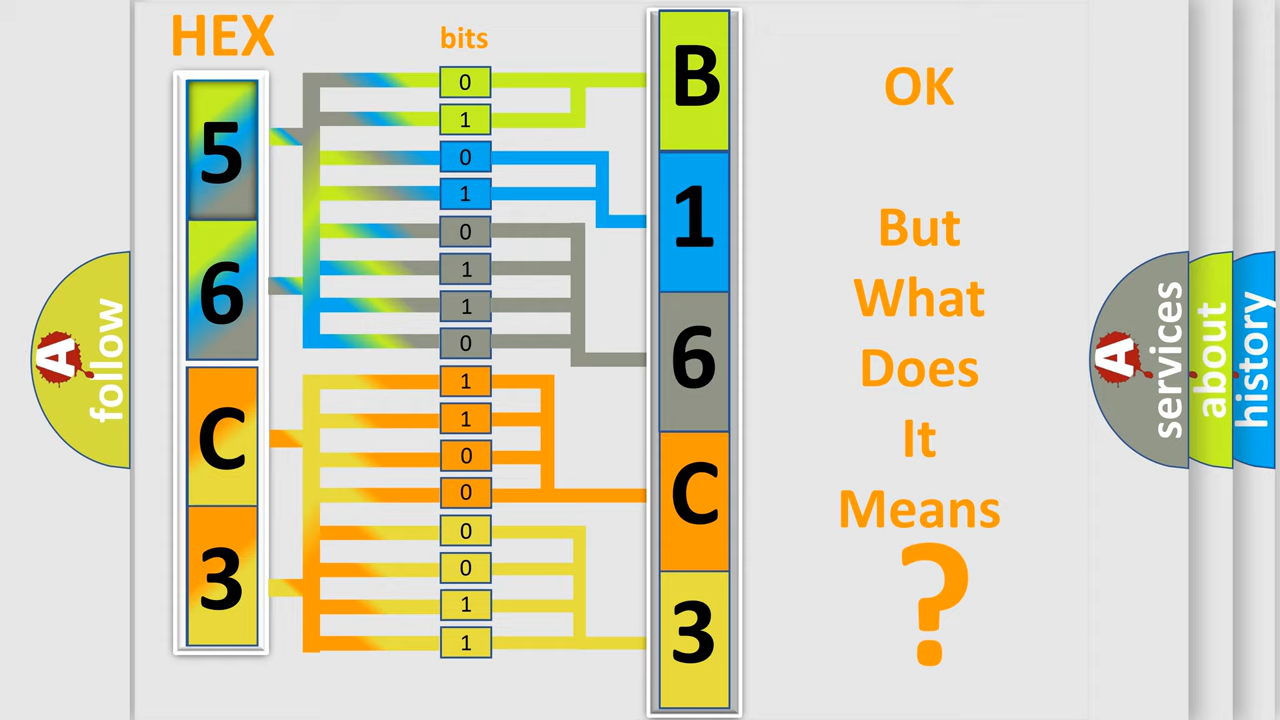 HEX
bits
5
6
C
3
0
1
0
1
0
1
1
0
1
1
0
0
0
0
1
1
B
1
6
C
3
OK
But
What
Does
It
Means
?
A
follow
A
services
about
history